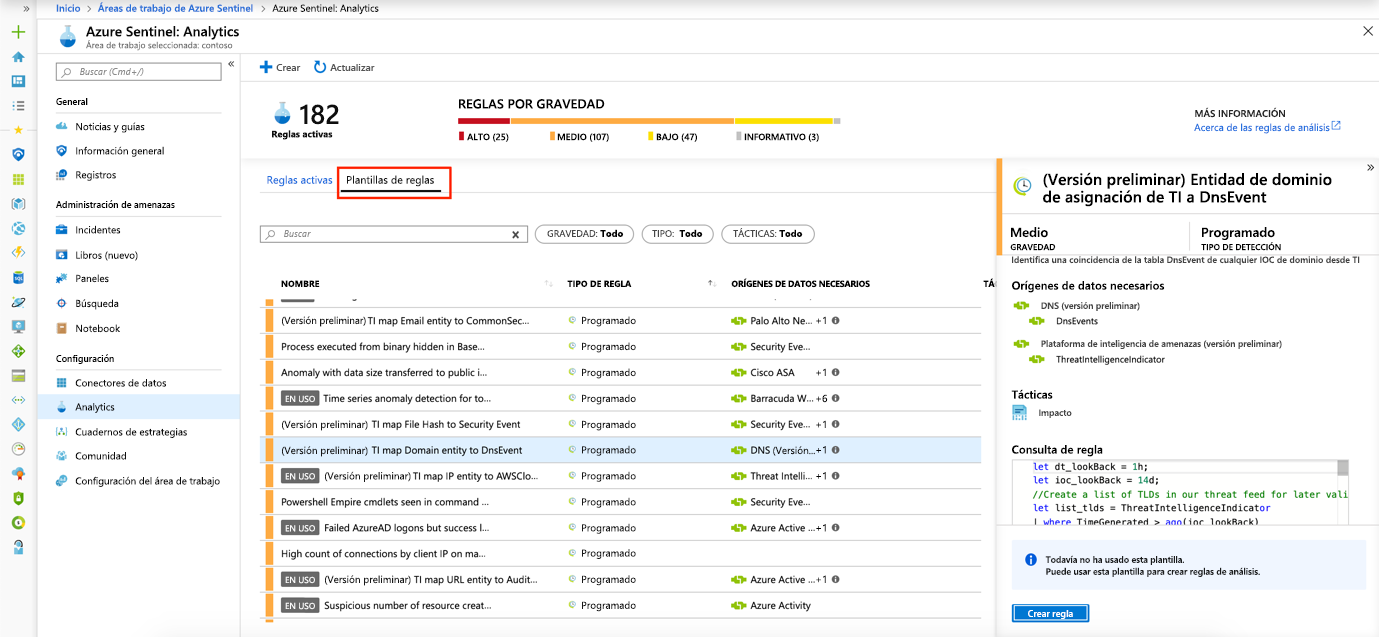 Inicio > Áreas de trabajo de Azure Sentinel > Azure Sentinel: Analytics
Azure Sentinel: Analytics
Área de trabajo seleccionada: contoso
Buscar (Cmd+/)
General
Noticias y guías
Información general
Registros
Administración de amenazas
Incidentes
Libros (nuevo)
Paneles
Búsqueda
Notebook
Configuración
Conectores de datos
Analytics
Cuadernos de estrategias
Comunidad
Configuración del área de trabajo
Crear Actualizar
182
Reglas activas
REGLAS POR GRAVEDAD
ALTO (25) MEDIO (107) BAJO (47) INFORMATIVO (3)
MÁS INFORMACIÓN
Acerca de las reglas de análisis
Reglas activas Plantillas de reglas
Buscar GRAVEDAD: Todo TIPO: Todo TÁCTICAS: Todo
NOMBRE TIPO DE REGLA ORÍGENES DE DATOS NECESARIOS TÁ
(Versión preliminar) TI map Email entity to CommonSec... Programado Palo Alto Ne... +1
Process executed from binary hidden in Base... Programado Security Eve...
Anomaly with data size transferred to public i... Programado Cisco ASA +1
EN USO Time series anomaly detection for to... Programado Barracuda W... +6
(Versión preliminar) TI map File Hash to Security Event Programado Security Eve... +1
(Versión preliminar) TI map Domain entity to DnsEvent Programado DNS (Versión... +1
EN USO (Versión preliminar) TI map IP entity to AWSClo... Programado Threat Intelli... +1
Powershell Empire cmdlets seen in command ... Programado Security Eve...
EN USO Failed AzureAD logons but success l... Programado Azure Active ... +1
High count of connections by client IP on ma... Programado
EN USO (Versión preliminar) TI map URL entity to Audit... Programado Azure Active ... +1
EN USO Suspicious number of resource creat... Programado Azure Activity
(Versión preliminar) Entidad de dominio
de asignación de TI a DnsEvent
Medio Programado
GRAVEDAD TIPO DE DETECCIÓN
Identifica una coincidencia de la tabla DnsEvent de cualquier IOC de dominio desde TI
Orígenes de datos necesarios
DNS (versión preliminar)
DnsEvents
Plataforma de inteligencia de amenazas (versión preliminar)
ThreatIntelligenceIndicator
Tácticas
Impacto
Consulta de regla
let dt_lookBack = 1h;
let ioc_lookBack = 14d;
//Create a list of TLDs in our threat feed for later vali
let list_tlds = ThreatIntelligenceIndicator
| where TimeGenerated > ago(ioc_lookBack)
Todavía no ha usado esta plantilla.
Puede usar esta plantilla para crear reglas de análisis.
Crear regla